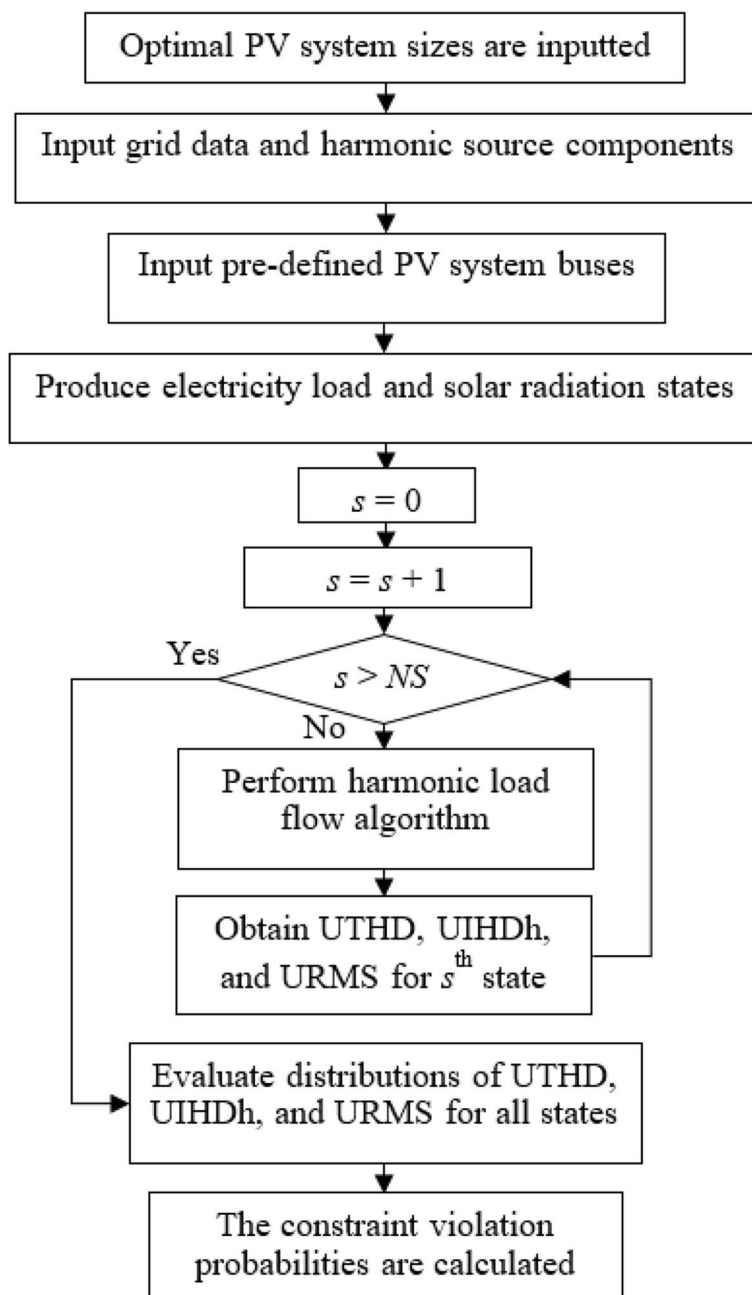 Optimal PV system sizes are inputted
Input grid data and harmonic source components
Input pre-defined PV system buses
Produce electricity load and solar radiation states
s = 0
s = s + 1
Yes
s > NS
No
Perform harmonic load
flow algorithm
Obtain UTHD, UIHDh,
and URMS for sth state
Evaluate distributions of UTHD,
UIHDh, and URMS for all states
The constraint violation
probabilities are calculated